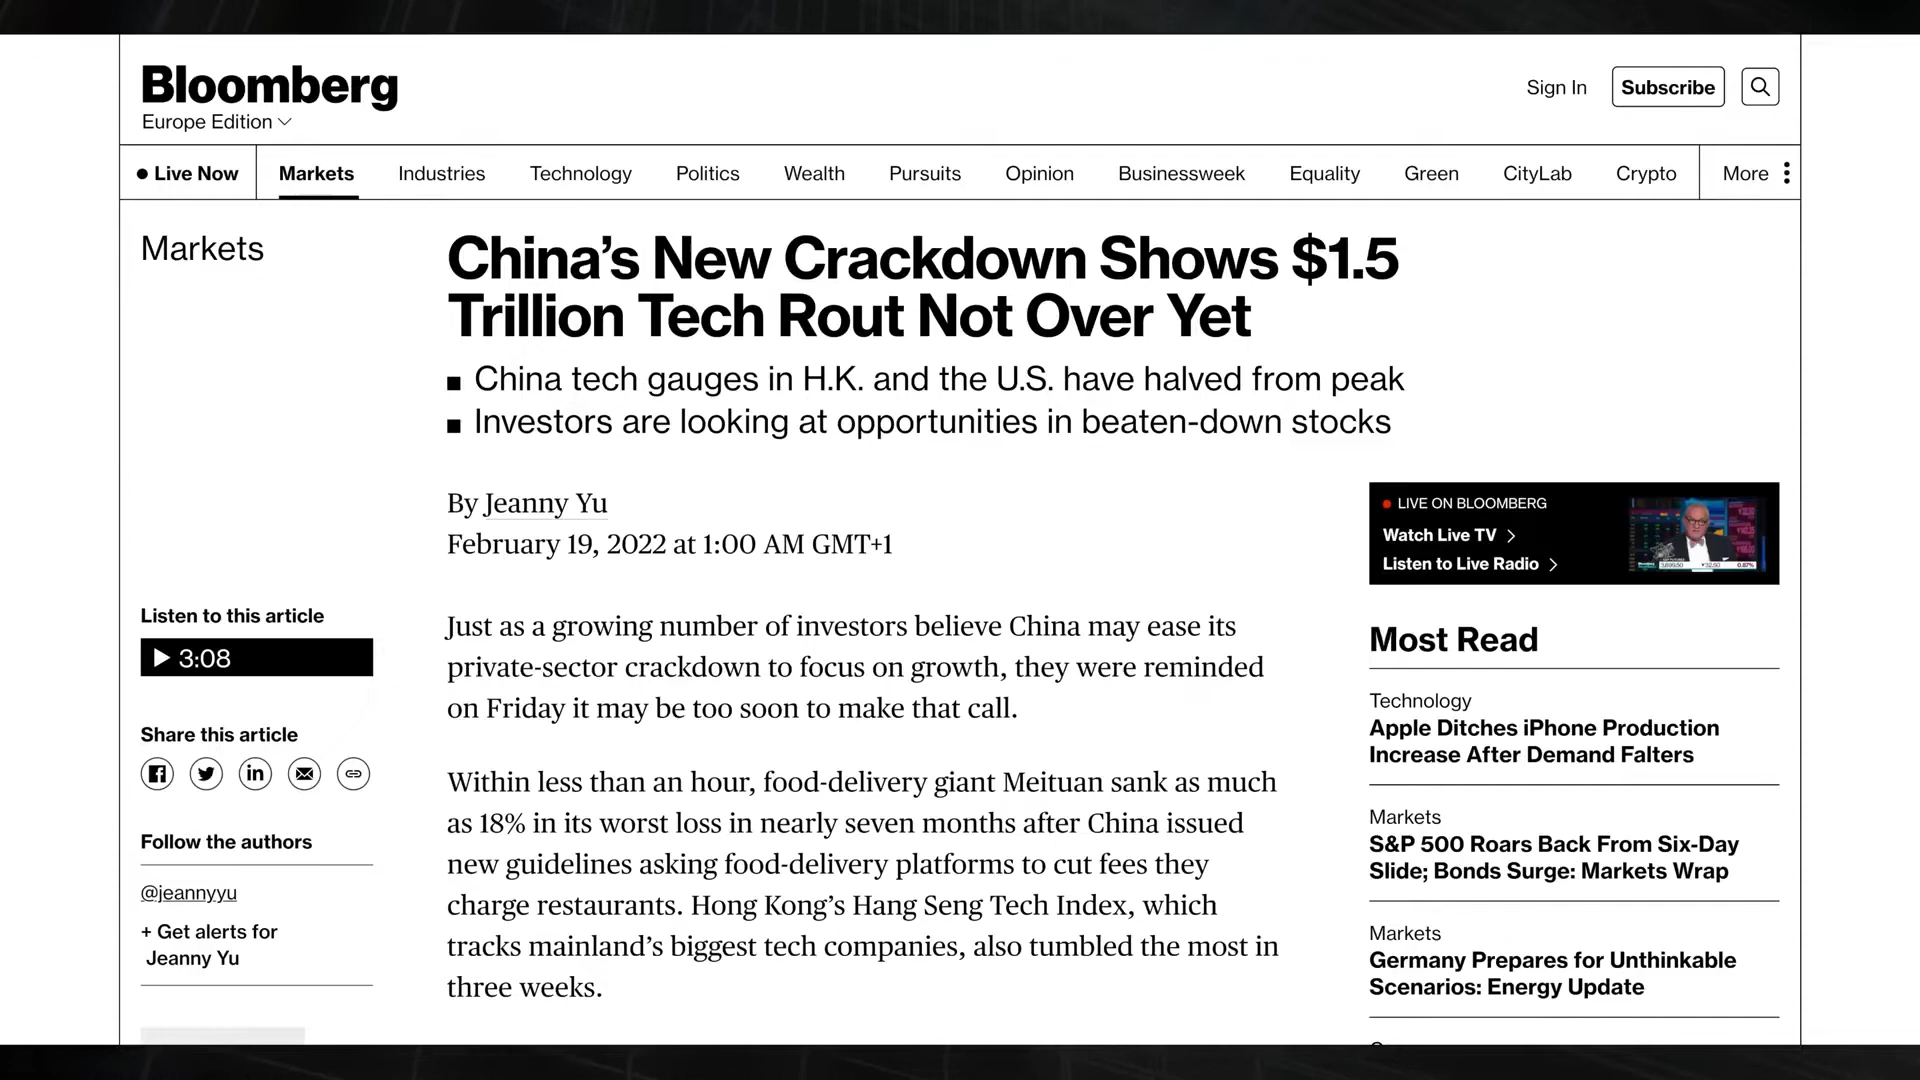 Bloomberg
Europe Edition
Sign In
Subscribe
Live Now
Markets
Industries
Technology
Politics
Wealth
Pursuits
Opinion
Businessweek
Equality
Green
CityLab
Crypto
More
Markets
China’s New Crackdown Shows $1.5
Trillion Tech Rout Not Over Yet
■ China tech gauges in H.K. and the U.S. have halved from peak
■ Investors are looking at opportunities in beaten-down stocks
By Jeanny Yu
February 19, 2022 at 1:00 AM GMT+1
Listen to this article
3:08
Share this article
Follow the authors
@jeannyyu
+ Get alerts for
Jeanny Yu
Just as a growing number of investors believe China may ease its
private-sector crackdown to focus on growth, they were reminded
on Friday it may be too soon to make that call.
Within less than an hour, food-delivery giant Meituan sank as much
as 18% in its worst loss in nearly seven months after China issued
new guidelines asking food-delivery platforms to cut fees they
charge restaurants. Hong Kong’s Hang Seng Tech Index, which
tracks mainland’s biggest tech companies, also tumbled the most in
three weeks.
LIVE ON BLOOMBERG
Watch Live TV
Listen to Live Radio
Most Read
Technology
Apple Ditches iPhone Production
Increase After Demand Falters
Markets
S&P 500 Roars Back From Six-Day
Slide; Bonds Surge: Markets Wrap
Markets
Germany Prepares for Unthinkable
Scenarios: Energy Update